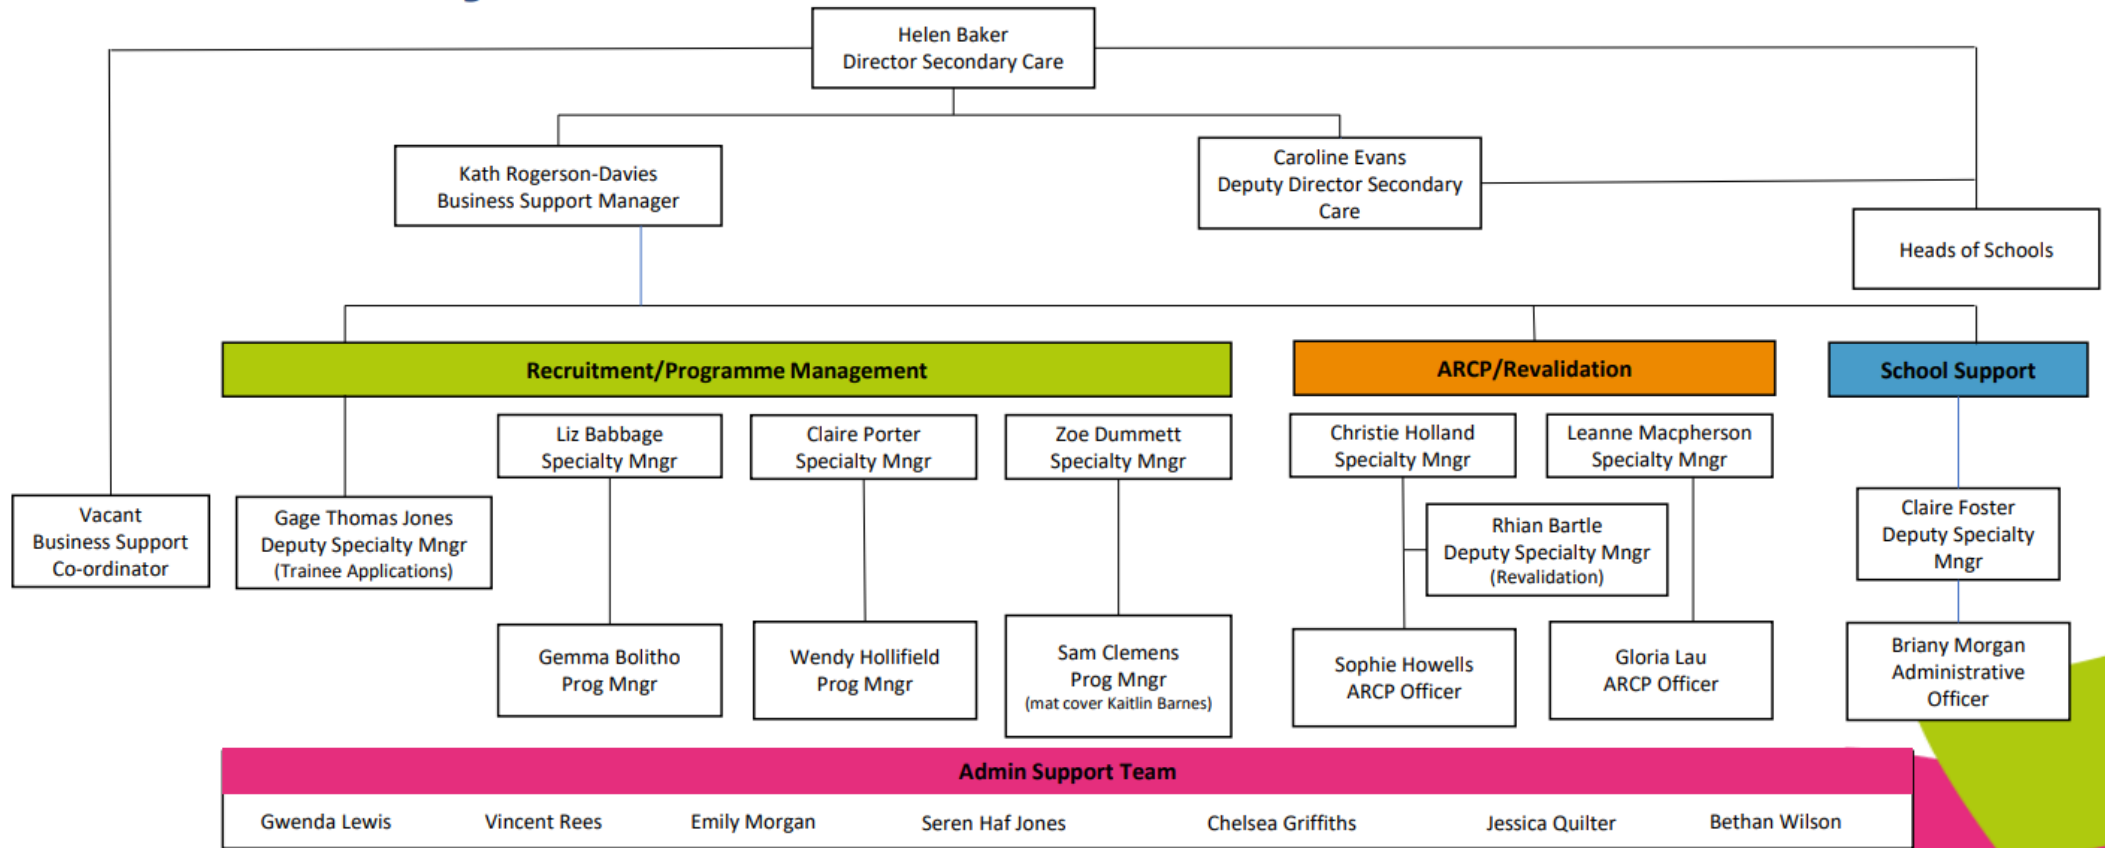 Helen Baker
Director Secondary Care
Kath Rogerson-Davies
Business Support Manager
Caroline Evans
Deputy Director Secondary
Care
Heads of Schools
Recruitment/Programme Management
ARCP/Revalidation
School Support
Liz Babbage
Specialty Mngr
Claire Porter
Specialty Mngr
Zoe Dummett
Specialty Mngr
Christie Holland
Specialty Mngr
Leanne Macpherson
Specialty Mngr
Vacant
Business Support
Co-ordinator
Gage Thomas Jones
Deputy Specialty Mngr
(Trainee Applications)
Rhian Bartle
Deputy Specialty Mngr
(Revalidation)
Claire Foster
Deputy Specialty
Mngr
Gemma Bolitho
Prog Mngr
Wendy Hollifield
Prog Mngr
Sam Clemens
Prog Mngr
(mat cover Kaitlin Barnes)
Sophie Howells
ARCP Officer
Gloria Lau
ARCP Officer
Briany Morgan
Administrative
Officer
Admin Support Team
Gwenda Lewis
Vincent Rees
Emily Morgan
Seren Haf Jones
Chelsea Griffiths
Jessica Quilter
Bethan Wilson